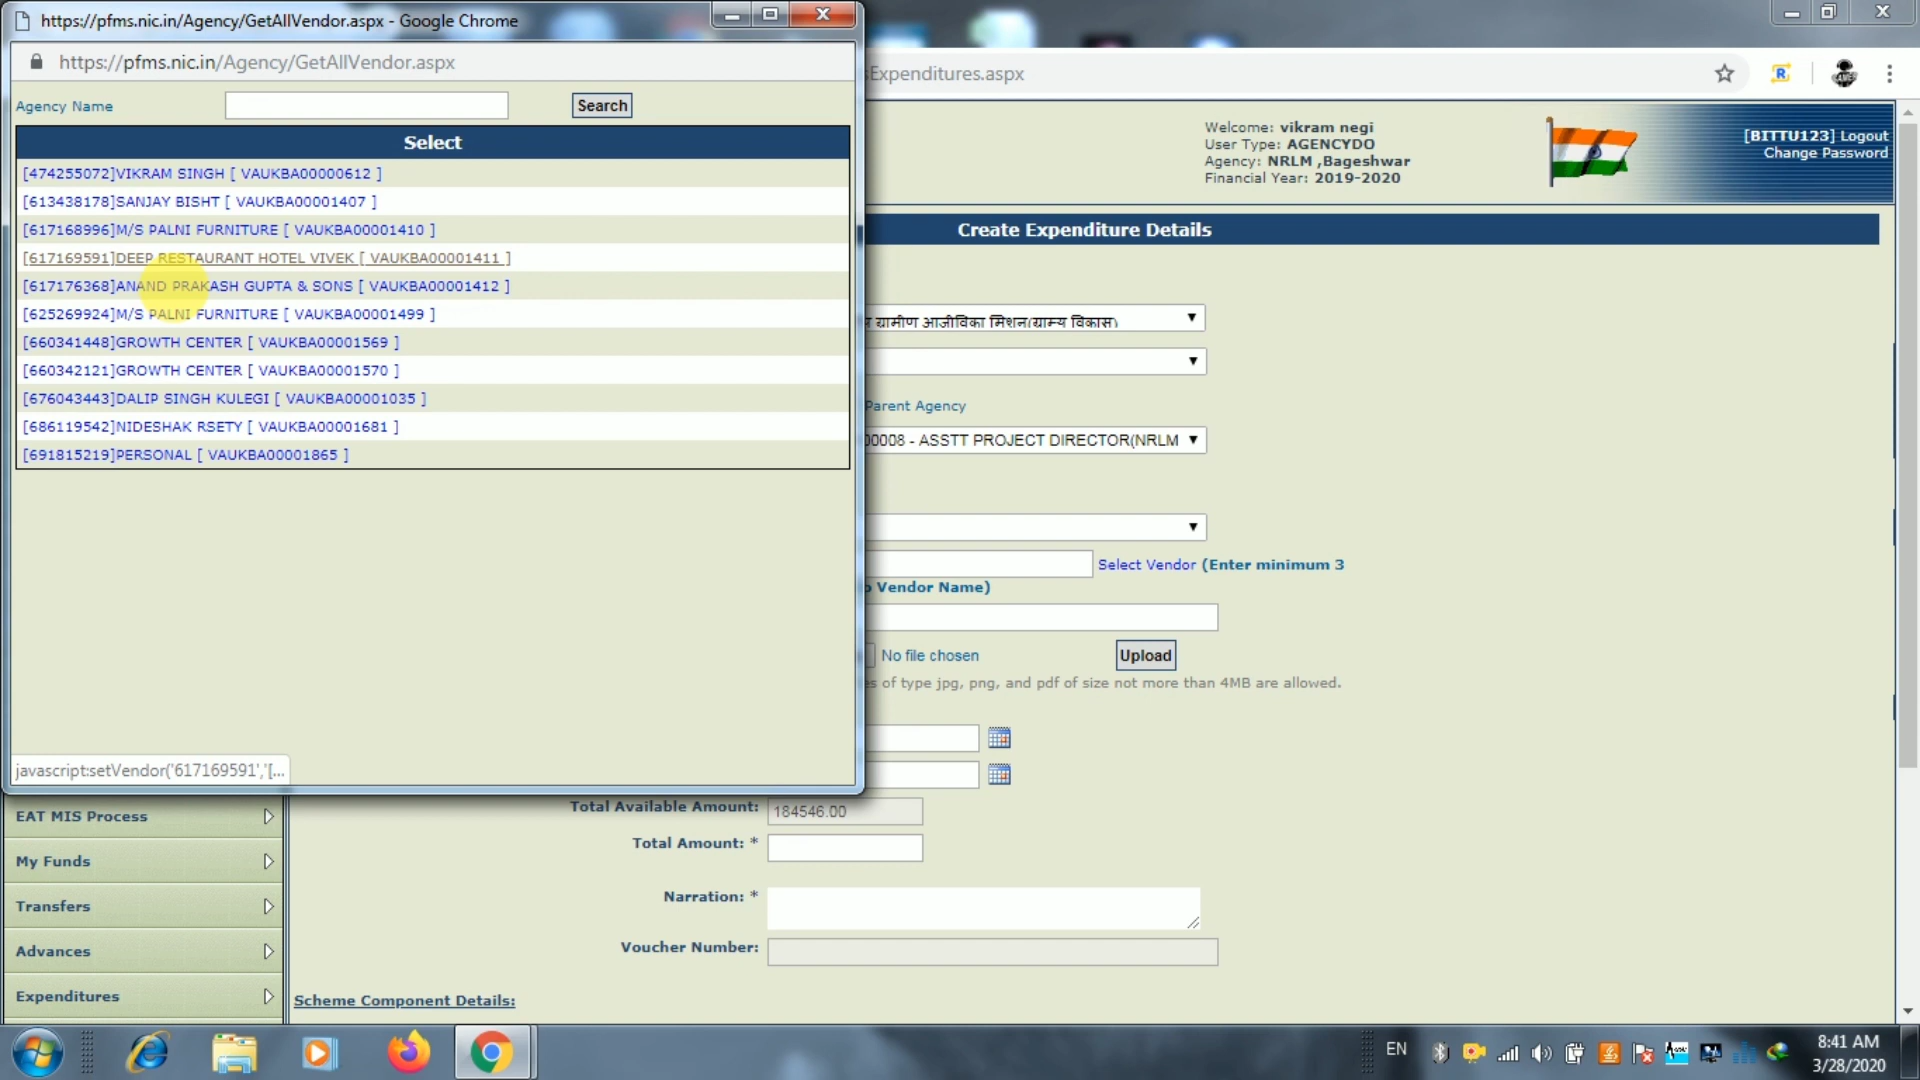 https://pfms.nic.in/Agency/GetAllVendor.aspx - Google Chrome
https://pfms.nic.in/Agency/GetAllVendor.aspx
Agency Name
Search
Select
[474255072]VIKRAM SINGH [ VAUKBA00000612 ]
[613438178]SANJAY BISHT [ VAUKBA00001407 ]
[617168996]M/S PALNI FURNITURE [ VAUKBA00001410 ]
[617169591]DEEP RESTAURANT HOTEL VIVEK [ VAUKBA00001411 ]
[617176368]ANAND PRAKASH GUPTA & SONS [ VAUKBA00001412 ]
[625269924]M/S PALNI FURNITURE [ VAUKBA00001499 ]
[660341448]GROWTH CENTER [ VAUKBA00001569 ]
[660342121]GROWTH CENTER [ VAUKBA00001570 ]
[676043443]DALIP SINGH KULEGI [ VAUKBA00001035 ]
[686119542]NIDESHAK RSETY [ VAUKBA00001681 ]
[691815219]PERSONAL [ VAUKBA00001865 ]
javascript:setVendor('617169591','[...
Expenditures.aspx
Welcome: vikram negi
User Type: AGENCYDO
Agency: NRLM ,Bageshwar
Financial Year: 2019-2020
[BITTU123] Logout
Change Password
Create Expenditure Details
ग्रामीण आजीविका मिशन(ग्राम्य विकास)
Parent Agency
00008 - ASSTT PROJECT DIRECTOR(NRLM
Select Vendor (Enter minimum 3
Vendor Name)
No file chosen
Upload
of type jpg, png, and pdf of size not more than 4MB are allowed.
Total Available Amount: 184546.00
Total Amount: *
Narration: *
Voucher Number:
Scheme Component Details:
EAT MIS Process
My Funds
Transfers
Advances
Expenditures
EN
8:41 AM
3/28/2020